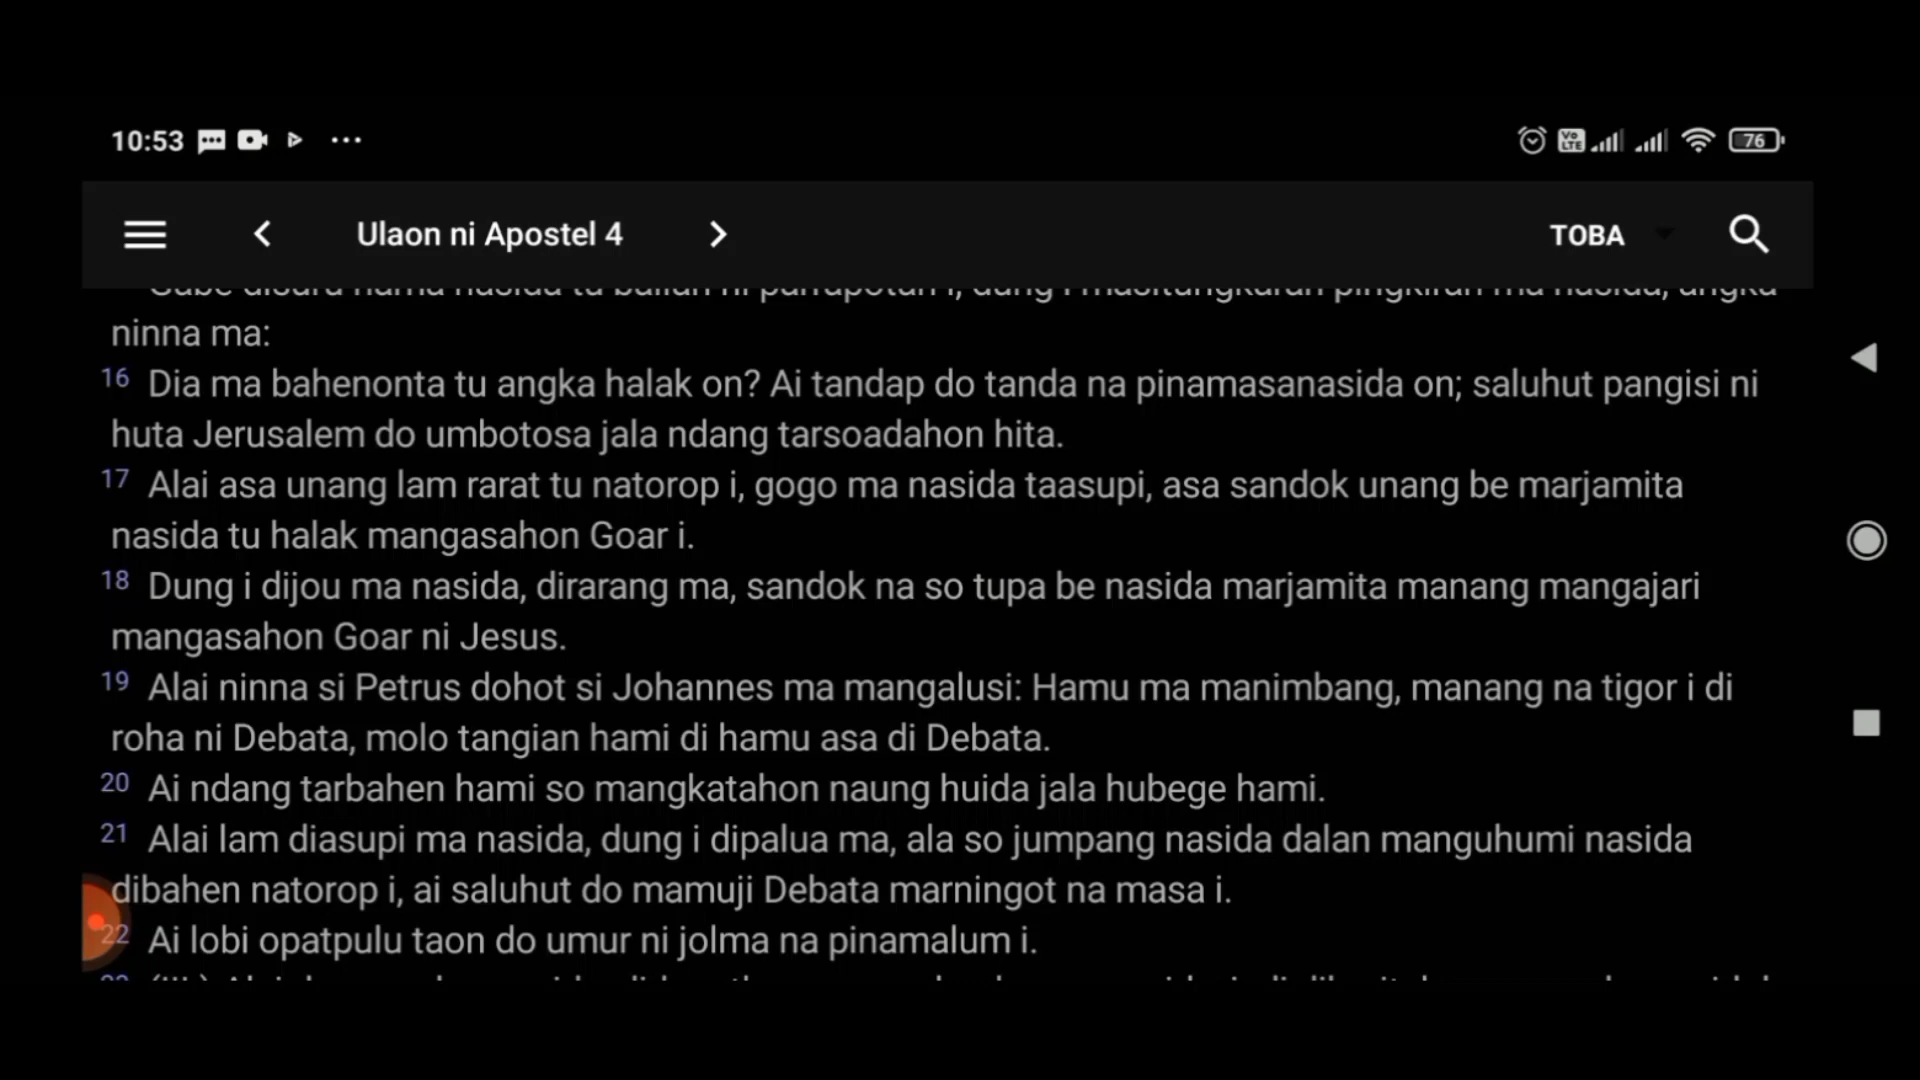 10:53
VoLTE
76
Ulaon ni Apostel 4
TOBA
ninna ma:
16 Dia ma bahenonta tu angka halak on? Ai tandap do tanda na pinamasanasida on; saluhut pangisi ni
huta Jerusalem do umbotosa jala ndang tarsoadahon hita.
17 Alai asa unang lam rarat tu natorop i, gogo ma nasida taasupi, asa sandok unang be marjamita
nasida tu halak mangasahon Goar i.
18 Dung i dijou ma nasida, dirarang ma, sandok na so tupa be nasida marjamita manang mangajari
mangasahon Goar ni Jesus.
19 Alai ninna si Petrus dohot si Johannes ma mangalusi: Hamu ma manimbang, manang na tigor i di
roha ni Debata, molo tangian hami di hamu asa di Debata.
20 Ai ndang tarbahen hami so mangkatahon naung huida jala hubege hami.
21 Alai lam diasupi ma nasida, dung i dipalua ma, ala so jumpang nasida dalan manguhumi nasida
dibahen natorop i, ai saluhut do mamuji Debata marningot na masa i.
22 Ai lobi opatpulu taon do umur ni jolma na pinamalum i.